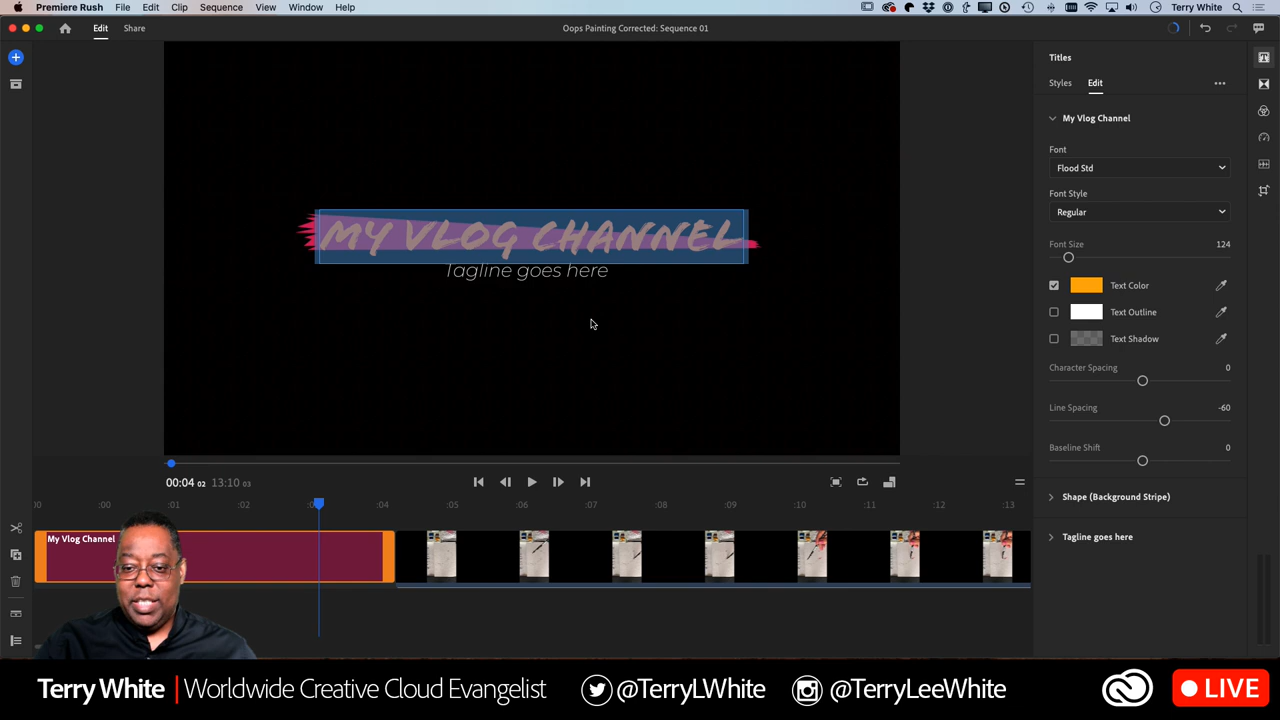 Premiere Rush File Edit Clip Sequence View Window Help Terry White
Edit Share Oops Painting Corrected: Sequence 01
Titles
Styles Edit
My Vlog Channel
Font
Flood Std
Font Style
Regular
Font Size 124
Text Color
Text Outline
Text Shadow
Character Spacing 0
Line Spacing -60
Baseline Shift 0
Shape (Background Stripe)
Tagline goes here
MY VLOG CHANNEL
Tagline goes here
00:04 02 13:10 03
:00 :00 :01 :02 :04 :05 :06 :07 :08 :09 :10 :11 :12 :13
My Vlog Channel
Terry White | Worldwide Creative Cloud Evangelist @TerryLWhite @TerryLeeWhite LIVE